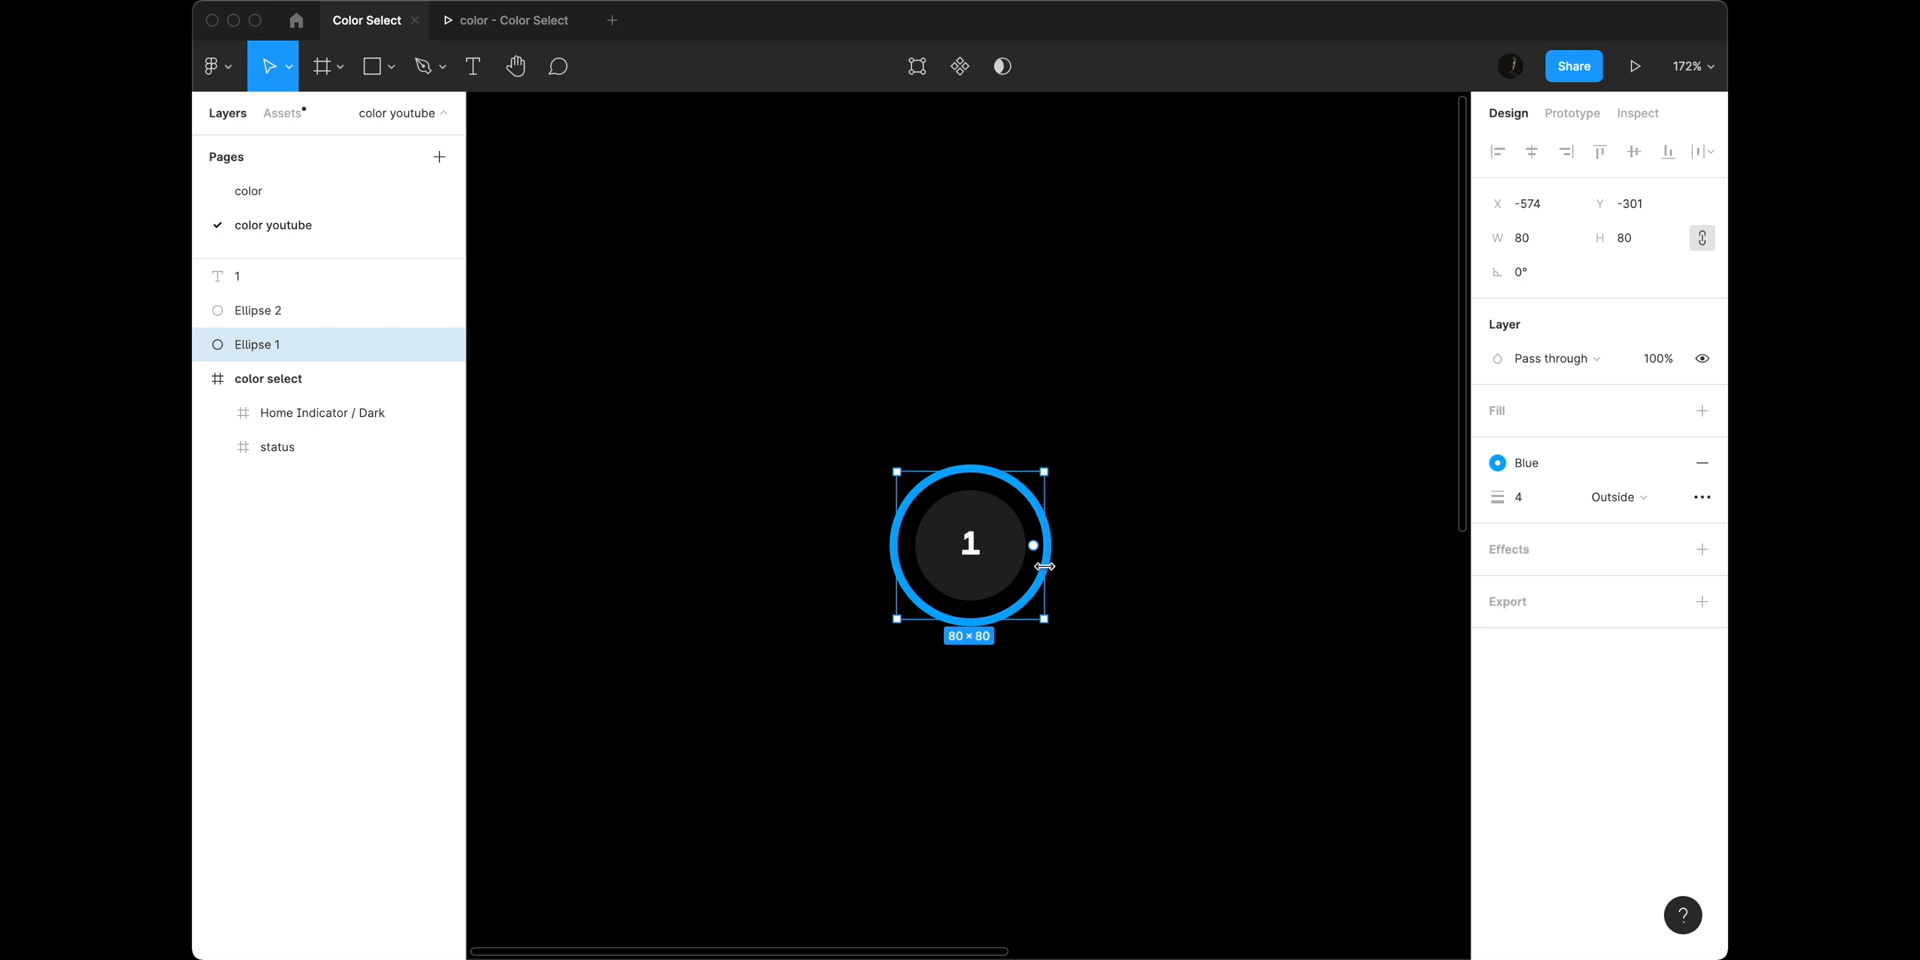 Color Select
color - Color Select
Share
172%
Layers
Assets
color youtube
Pages
color
color youtube
1
Ellipse 2
Ellipse 1
color select
Home Indicator / Dark
status
1
80 × 80
Design
Prototype
Inspect
X -574
Y -301
W 80
H 80
0°
Layer
Pass through
100%
Fill
Blue
4
Outside
Effects
Export
?